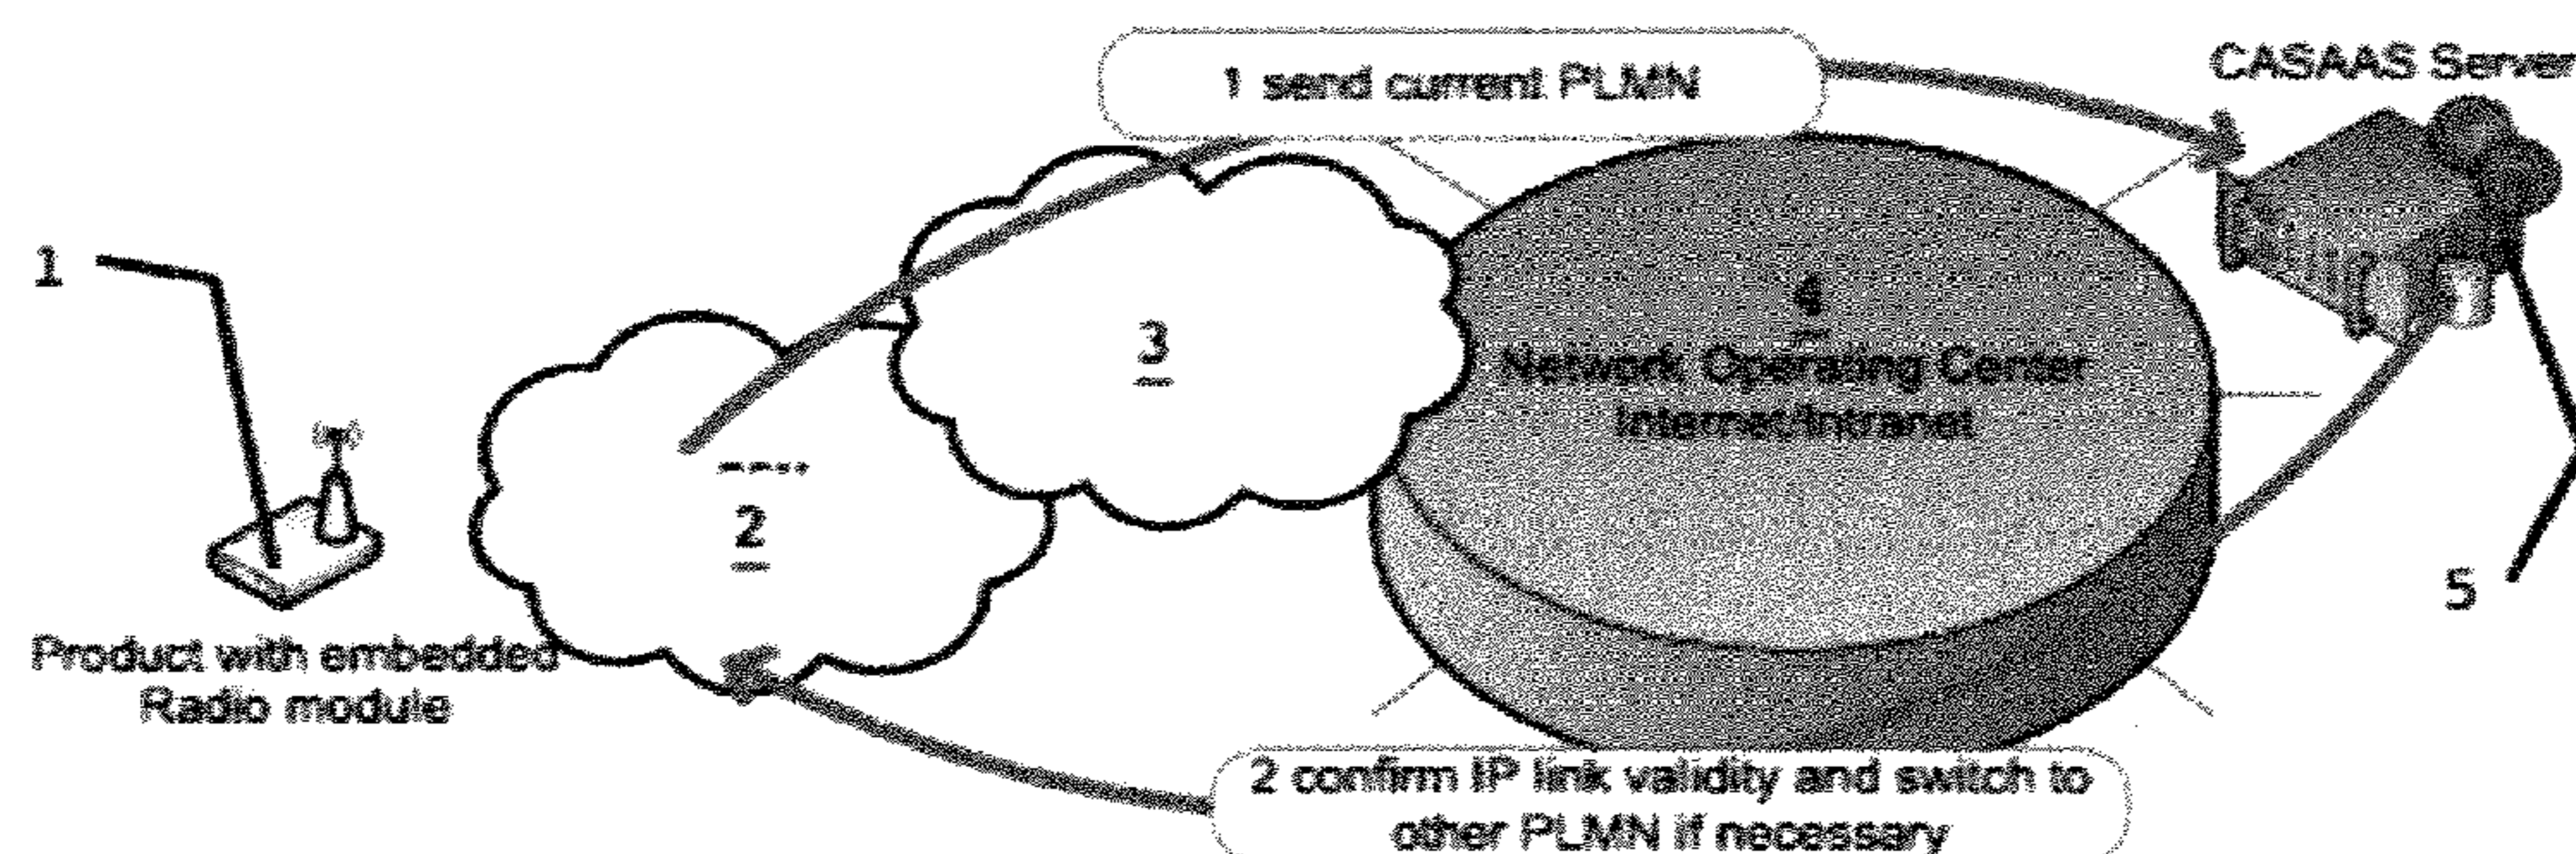 1 send current PLMN
CASAAS Server
1
3
4
Network Operating Center
Internet/Intranet
2
5
Product with embedded
Radio module
2 confirm IP link validity and switch to
other PLMN if necessary